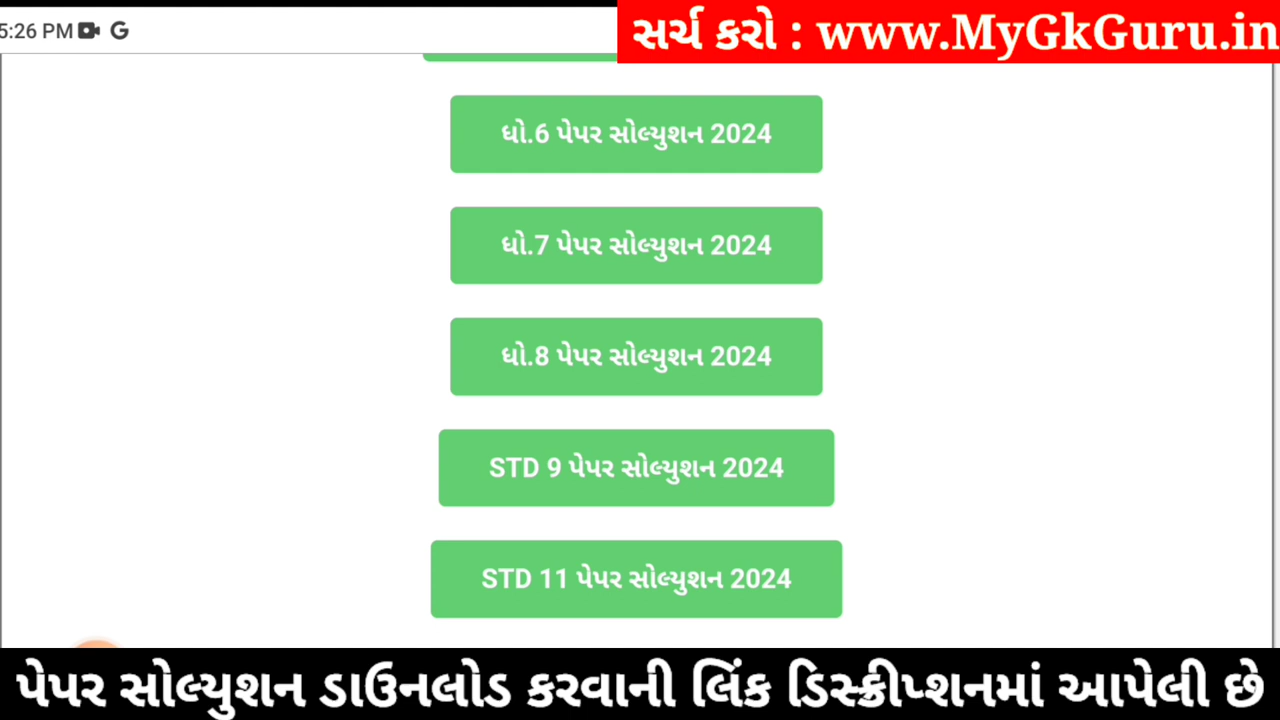 5:26 PM
સર્ચ કરો : www.MyGkGuru.in
ધો.6 પેપર સોલ્યુશન 2024
ધો.7 પેપર સોલ્યુશન 2024
ધો.8 પેપર સોલ્યુશન 2024
STD 9 પેપર સોલ્યુશન 2024
STD 11 પેપર સોલ્યુશન 2024
પેપર સોલ્યુશન ડાઉનલોડ કરવાની લિંક ડિસ્ક્રીપ્શનમાં આપેલી છે